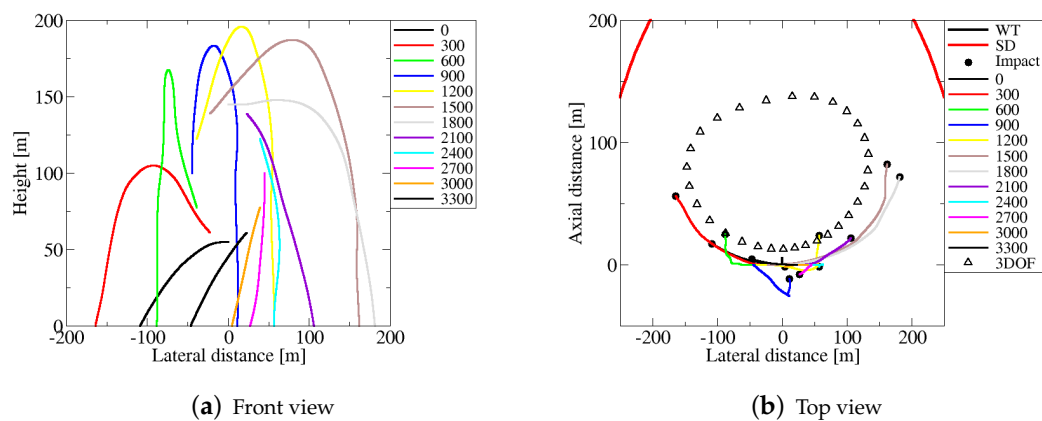 200
150
100
50
0
Height [m]
-200 -100 0 100 200
Lateral distance [m]
0
300
600
900
1200
1500
1800
2100
2400
2700
3000
3300
(a) Front view
200
100
0
Axial distance [m]
-200 -100 0 100 200
Lateral distance [m]
WT
SD
Impact
0
300
600
900
1200
1500
1800
2100
2400
2700
3000
3300
3DOF
(b) Top view